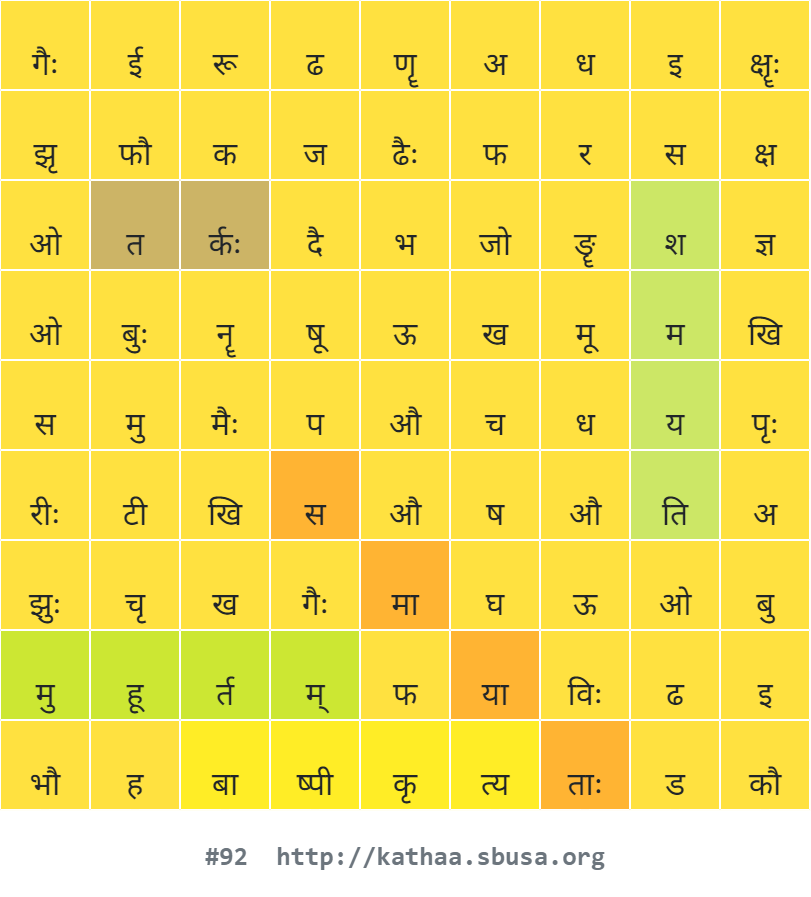 गैः ई रू ढ णॄ अ ध इ क्षॄः
झृ फौ क ज ढैः फ र स क्ष
ओ त र्कः दै भ जो ङॄ श ज्ञ
ओ बुः नॄ षू ऊ ख मू म खि
स मु मैः प औ च ध य पृः
रीः टी खि स औ ष औ ति अ
झुः चृ ख गैः मा घ ऊ ओ बु
मु हू र्त म् फ या विः ढ इ
भौ ह बा ष्पी कृ त्य ताः ड कौ
#92 http://kathaa.sbusa.org